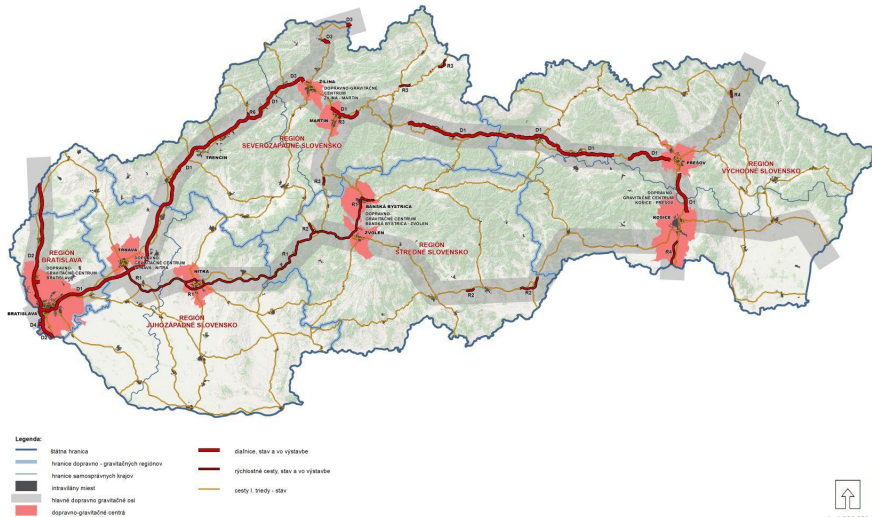 D3
D3
R3
R3
R4
D3
ŽILINA
DOPRAVNO-GRAVITAČNÉ
CENTRUM
ŽILINA - MARTIN
D1
D1
MARTIN
R3
REGIÓN
SEVEROZÁPADNÉ SLOVENSKO
D1
D1
D1
D1
PREŠOV
TRENČÍN
D1
REGIÓN
VÝCHODNÉ SLOVENSKO
R3
DOPRAVNO
GRAVITAČNÉ CENTRUM
KOŠICE - PREŠOV
D1
R1
BANSKÁ BYSTRICA
DOPRAVNO-
GRAVITAČNÉ CENTRUM
BANSKÁ BYSTRICA - ZVOLEN
KOŠICE
R2
ZVOLEN
REGIÓN
STREDNÉ SLOVENSKO
R1
D2
REGIÓN
BRATISLAVA
TRNAVA
R4
DOPRAVNO-
GRAVITAČNÉ CENTRUM
BRATISLAVA
NITRA
R1
D1
R1
R2
R2
BRATISLAVA
REGIÓN
JUHOZÁPADNÉ SLOVENSKO
D4
D2
Legenda:
štátna hranica
hranice dopravno - gravitačných regiónov
hranice samosprávnych krajov
intravilány miest
hlavné dopravno gravitačné osi
dopravno-gravitačné centrá
diaľnice, stav a vo výstavbe
rýchlostné cesty, stav a vo výstavbe
cesty I. triedy - stav